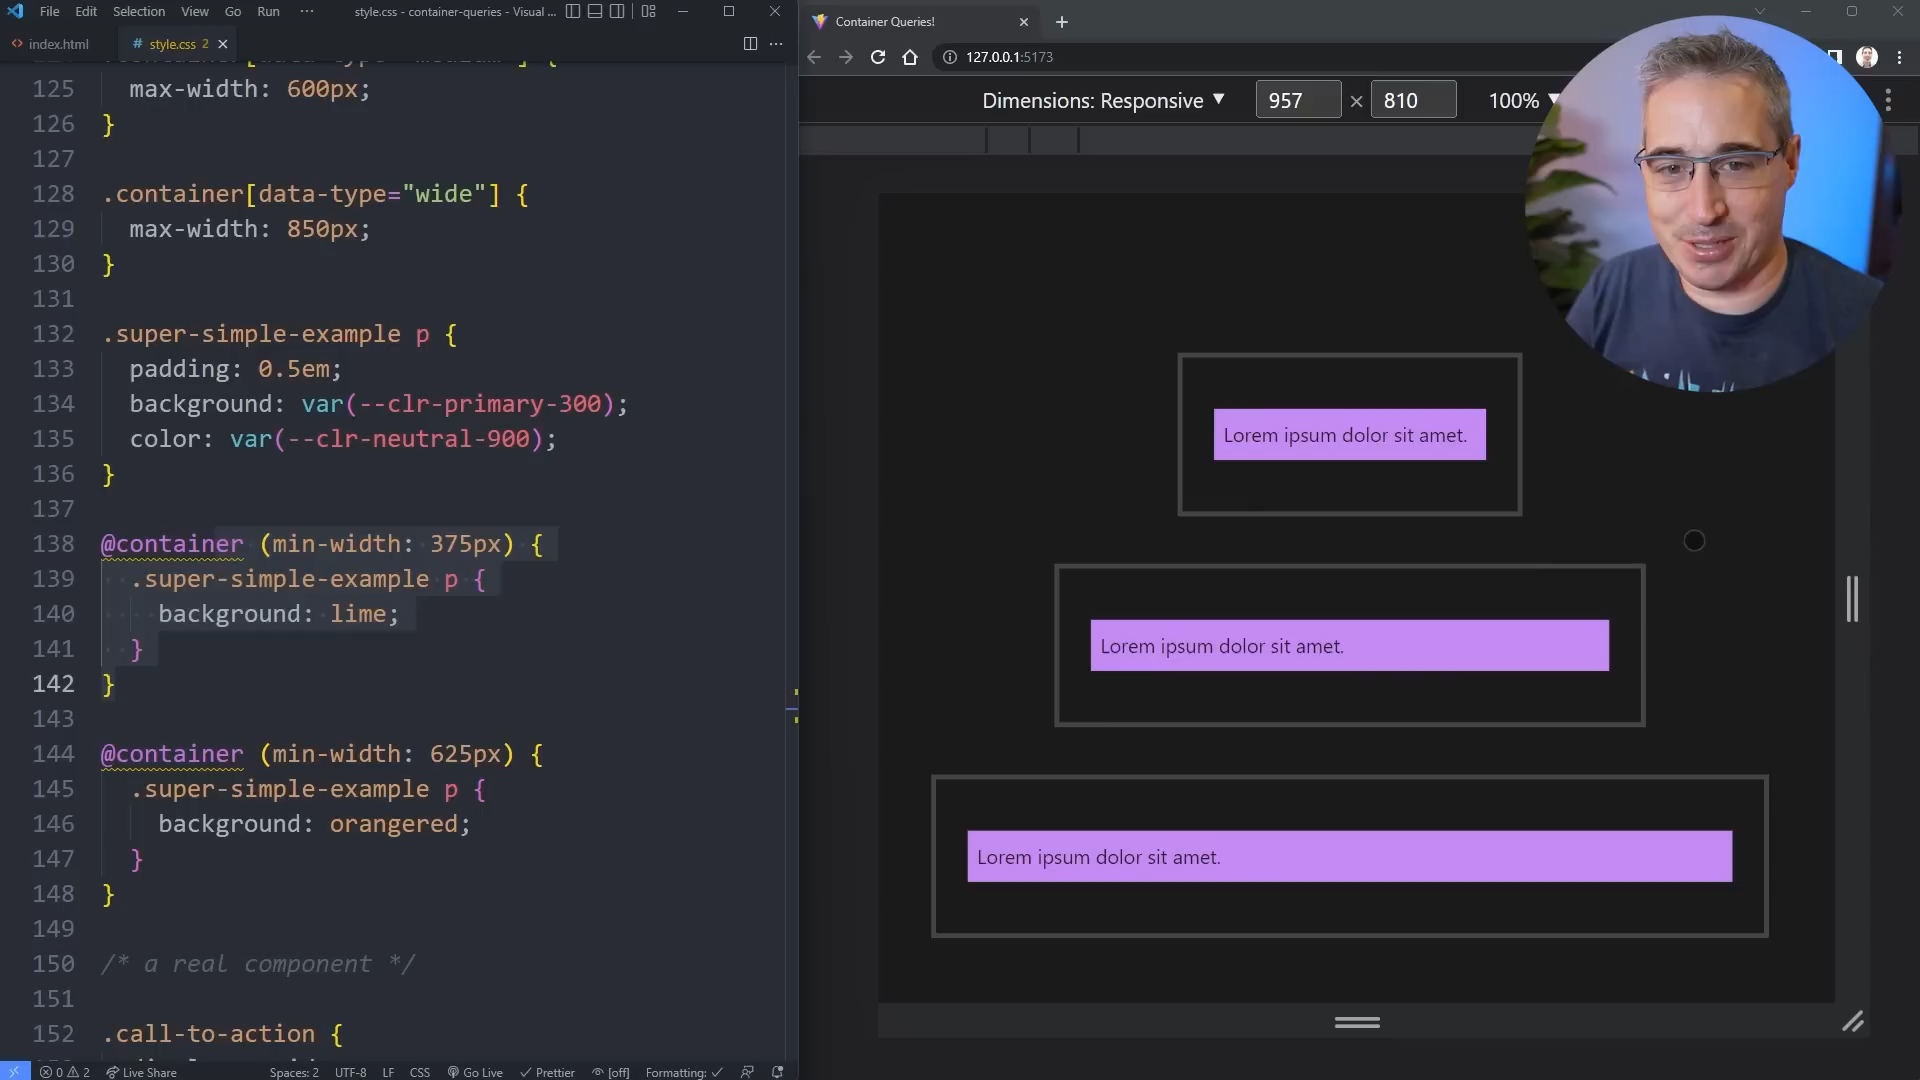 File Edit Selection View Go Run ··· style.css - container-queries - Visual ...
index.html # style.css 2
125 max-width: 600px;
126 }
127
128 .container[data-type="wide"] {
129 max-width: 850px;
130 }
131
132 .super-simple-example p {
133 padding: 0.5em;
134 background: var(--clr-primary-300);
135 color: var(--clr-neutral-900);
136 }
137
138 @container (min-width: 375px) {
139 .super-simple-example p {
140 background: lime;
141 }
142 }
143
144 @container (min-width: 625px) {
145 .super-simple-example p {
146 background: orangered;
147 }
148 }
149
150 /* a real component */
151
152 .call-to-action {
0 2 Live Share Spaces: 2 UTF-8 LF CSS Go Live Prettier [off] Formatting:
Container Queries!
127.0.0.1:5173
Dimensions: Responsive 957 × 810 100%
Lorem ipsum dolor sit amet.
Lorem ipsum dolor sit amet.
Lorem ipsum dolor sit amet.